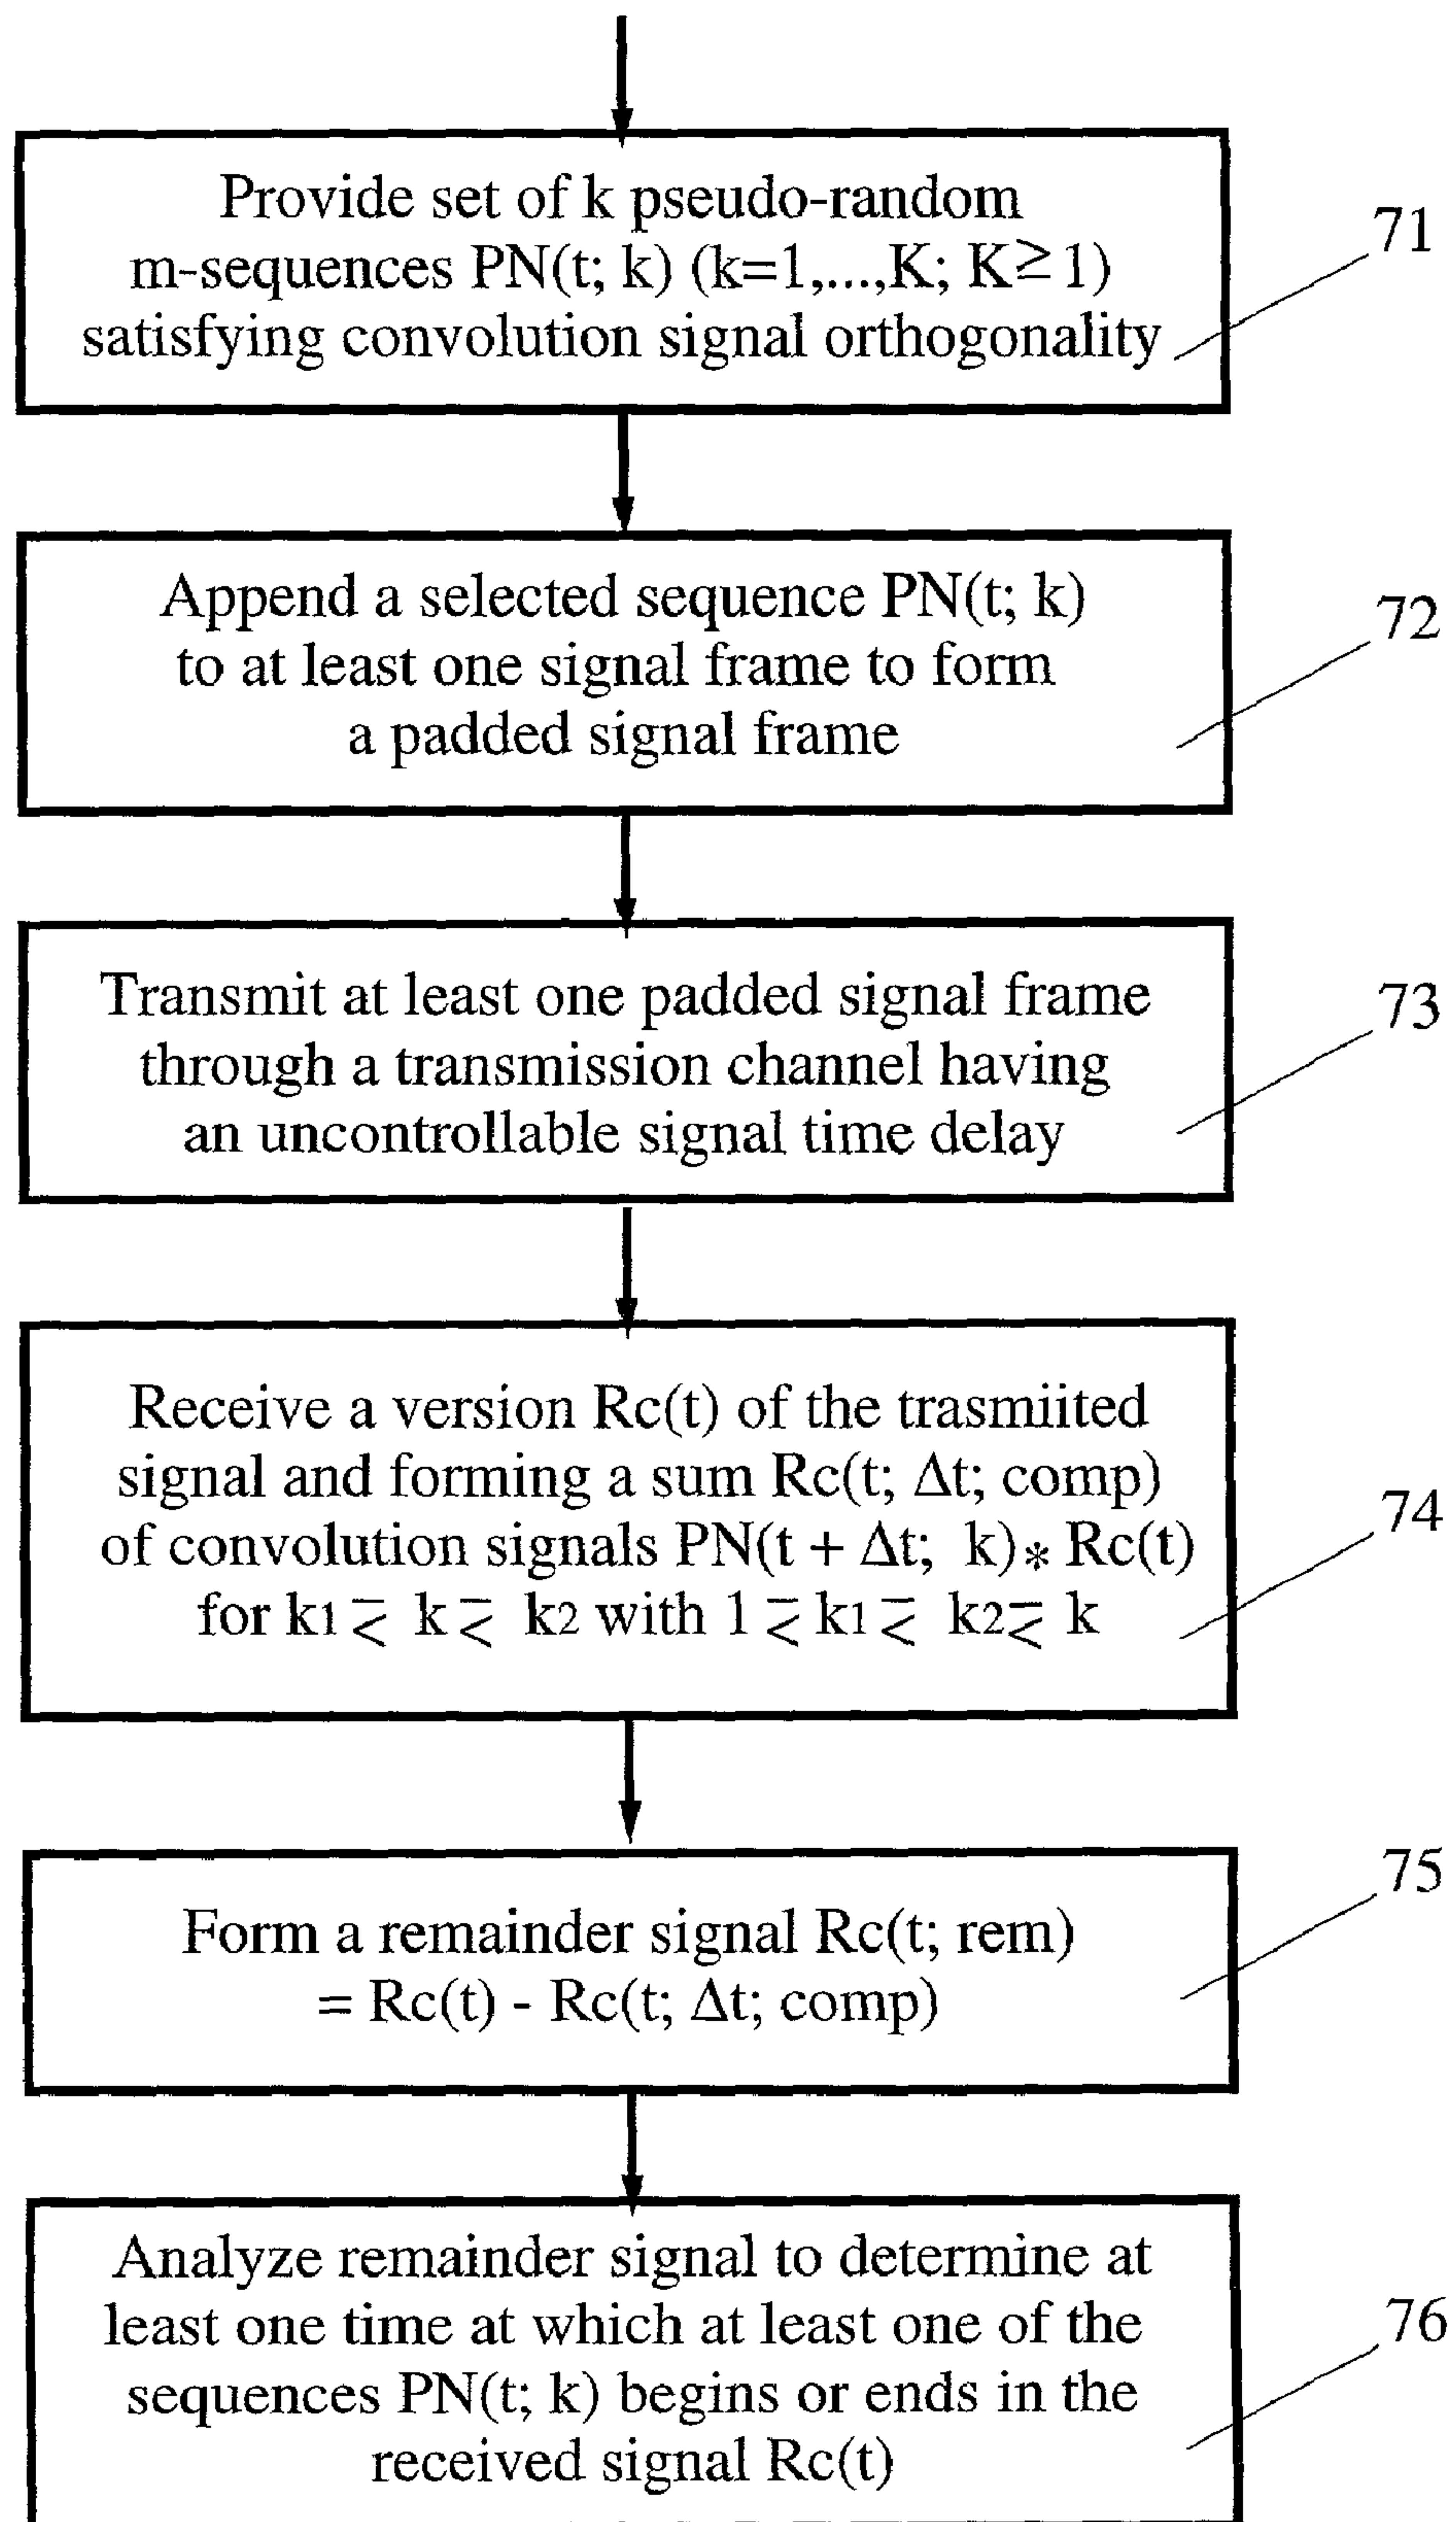 Provide set of k pseudo-random
m-sequences PN(t; k) (k=1,...,K; K≥1)
satisfying convolution signal orthogonality
71
Append a selected sequence PN(t; k)
to at least one signal frame to form
a padded signal frame
72
Transmit at least one padded signal frame
through a transmission channel having
an uncontrollable signal time delay
73
Receive a version Rc(t) of the trasmiited
signal and forming a sum Rc(t; Δt; comp)
of convolution signals PN(t + Δt; k)* Rc(t)
for k1 ≤ k ≤ k2 with 1 ≤ k1 ≤ k2 ≤ k
74
Form a remainder signal Rc(t; rem)
= Rc(t) - Rc(t; Δt; comp)
75
Analyze remainder signal to determine at
least one time at which at least one of the
sequences PN(t; k) begins or ends in the
received signal Rc(t)
76